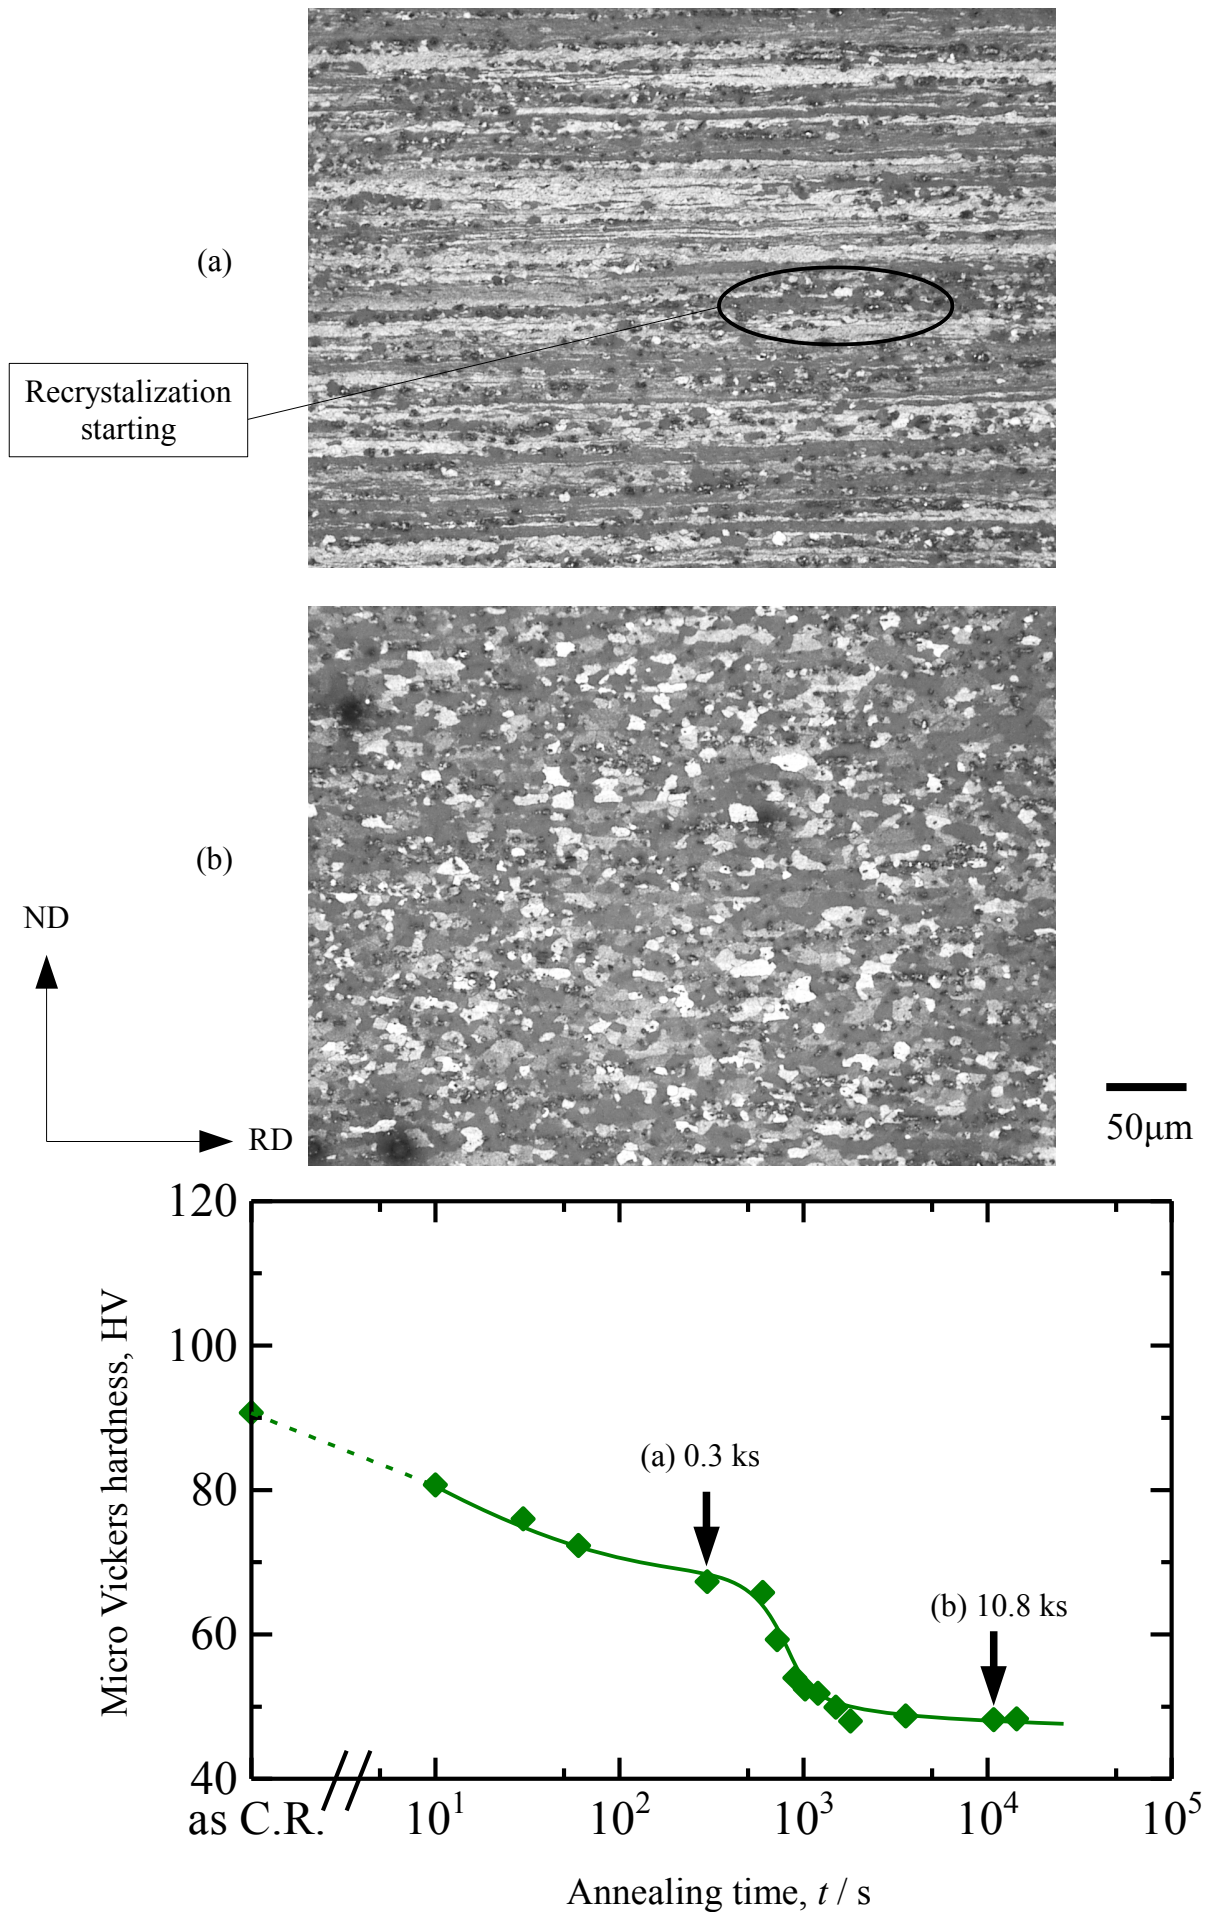 (a)
Recrystalization
starting
(b)
ND
RD
50μm
120
100
80
60
40
Micro Vickers hardness, HV
(a) 0.3 ks
(b) 10.8 ks
as C.R.
10¹
10²
10³
10⁴
10⁵
Annealing time, t / s